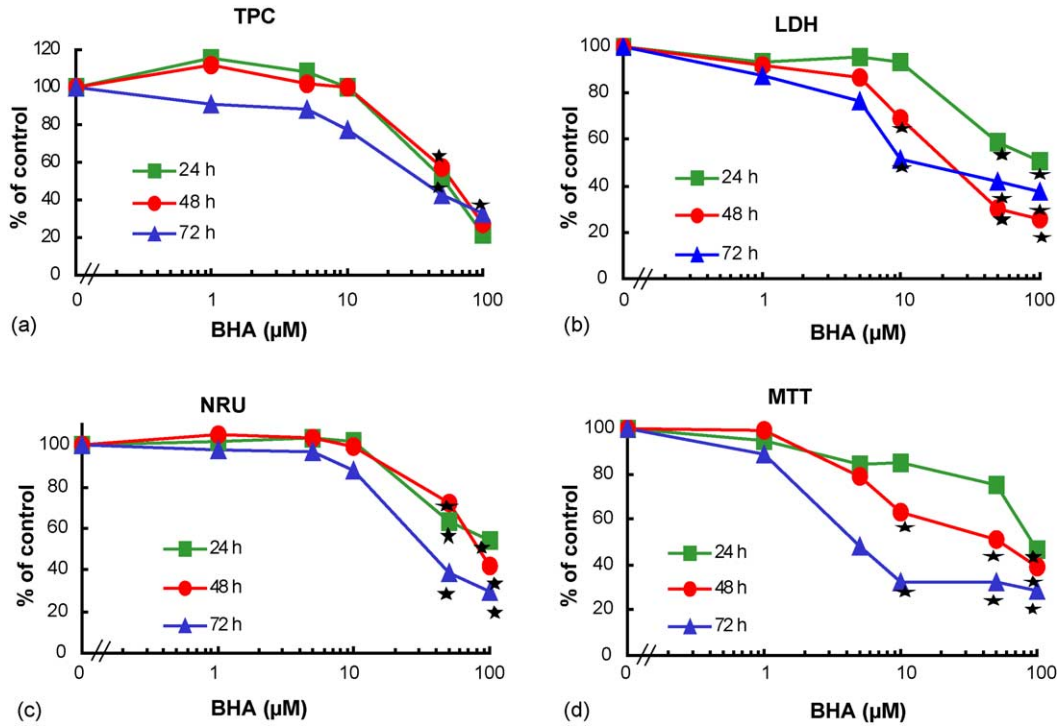 TPC
% of control
120
100
80
60
40
20
0
24 h
48 h
72 h
0
1
10
100
BHA (µM)
(a)
LDH
% of control
100
80
60
40
20
0
24 h
48 h
72 h
0
1
10
100
BHA (µM)
(b)
NRU
% of control
100
80
60
40
20
0
24 h
48 h
72 h
0
1
10
100
BHA (µM)
(c)
MTT
% of control
100
80
60
40
20
0
24 h
48 h
72 h
0
1
10
100
BHA (µM)
(d)